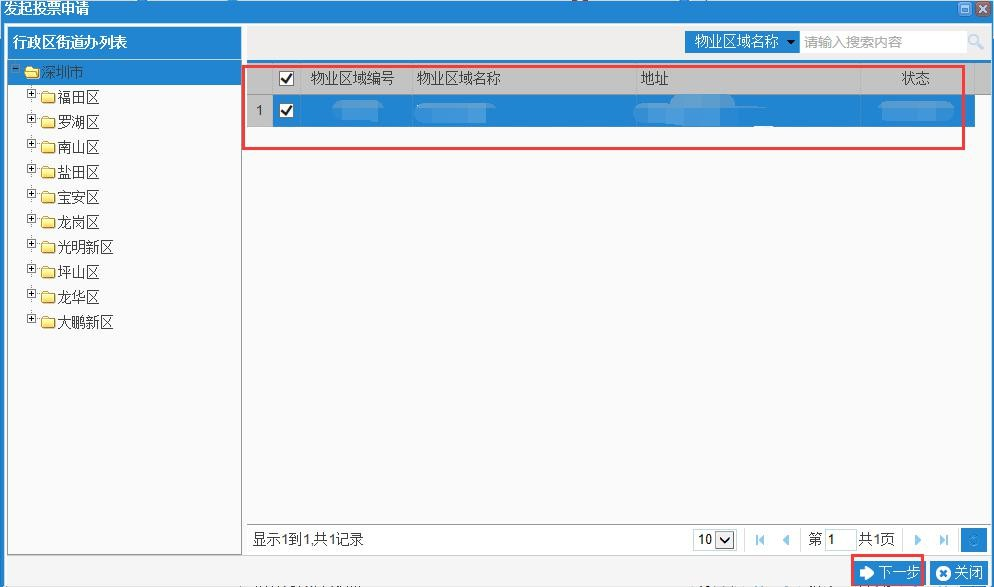 发起投票申请
行政区街道办列表
深圳市
福田区
罗湖区
南山区
盐田区
宝安区
龙岗区
光明新区
坪山区
龙华区
大鹏新区
物业区域名称 请输入搜索内容
物业区域编号 物业区域名称 地址 状态
1
显示1到1,共1记录 10 第 1 共1页
下一步 关闭